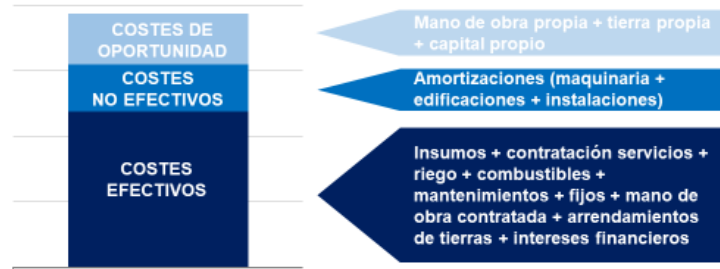 COSTES DE
OPORTUNIDAD
Mano de obra propia + tierra propia
+ capital propio
COSTES
NO EFECTIVOS
Amortizaciones (maquinaria +
edificaciones + instalaciones)
COSTES
EFECTIVOS
Insumos + contratación servicios +
riego + combustibles +
mantenimientos + fijos + mano de
obra contratada + arrendamientos
de tierras + intereses financieros